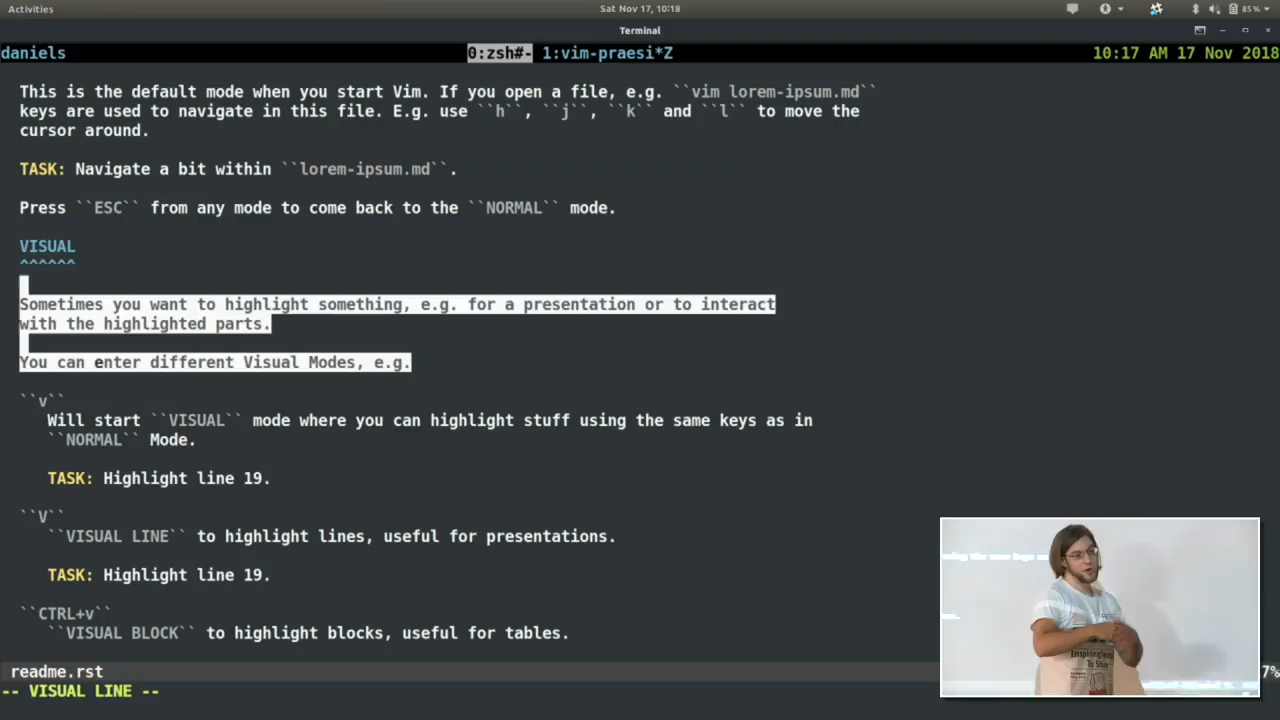 Activities
Sat Nov 17, 10:18
85%
Terminal
daniels 0:zsh#- 1:vim-praesi*Z 10:17 AM 17 Nov 2018
This is the default mode when you start Vim. If you open a file, e.g. ``vim lorem-ipsum.md``
keys are used to navigate in this file. E.g. use ``h``, ``j``, ``k`` and ``l`` to move the
cursor around.
TASK: Navigate a bit within ``lorem-ipsum.md``.
Press ``ESC`` from any mode to come back to the ``NORMAL`` mode.
VISUAL
^^^^^^
Sometimes you want to highlight something, e.g. for a presentation or to interact
with the highlighted parts.
You can enter different Visual Modes, e.g.
``v``
Will start ``VISUAL`` mode where you can highlight stuff using the same keys as in
``NORMAL`` Mode.
TASK: Highlight line 19.
``V``
``VISUAL LINE`` to highlight lines, useful for presentations.
TASK: Highlight line 19.
``CTRL+v``
``VISUAL BLOCK`` to highlight blocks, useful for tables.
readme.rst 7%
-- VISUAL LINE --